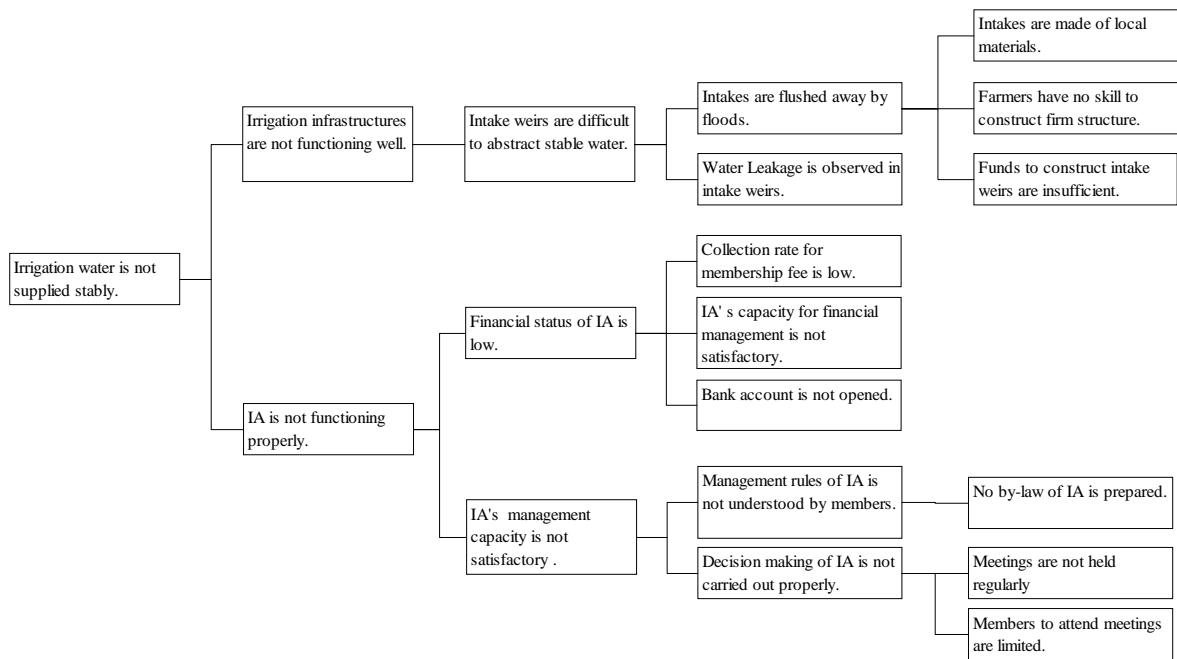 Intakes are made of local
materials.
Irrigation infrastructures
are not functioning well.
Intake weirs are difficult
to abstract stable water.
Intakes are flushed away by
floods.
Farmers have no skill to
construct firm structure.
Water Leakage is observed in
intake weirs.
Funds to construct intake
weirs are insufficient.
Irrigation water is not
supplied stably.
Collection rate for
membership fee is low.
Financial status of IA is
low.
IA' s capacity for financial
management is not
satisfactory.
IA is not functioning
properly.
Bank account is not opened.
IA's  management
capacity is not
satisfactory .
Management rules of IA is
not understood by members.
No by-law of IA is prepared.
Decision making of IA is not
carried out properly.
Meetings are not held
regularly
Members to attend meetings
are limited.